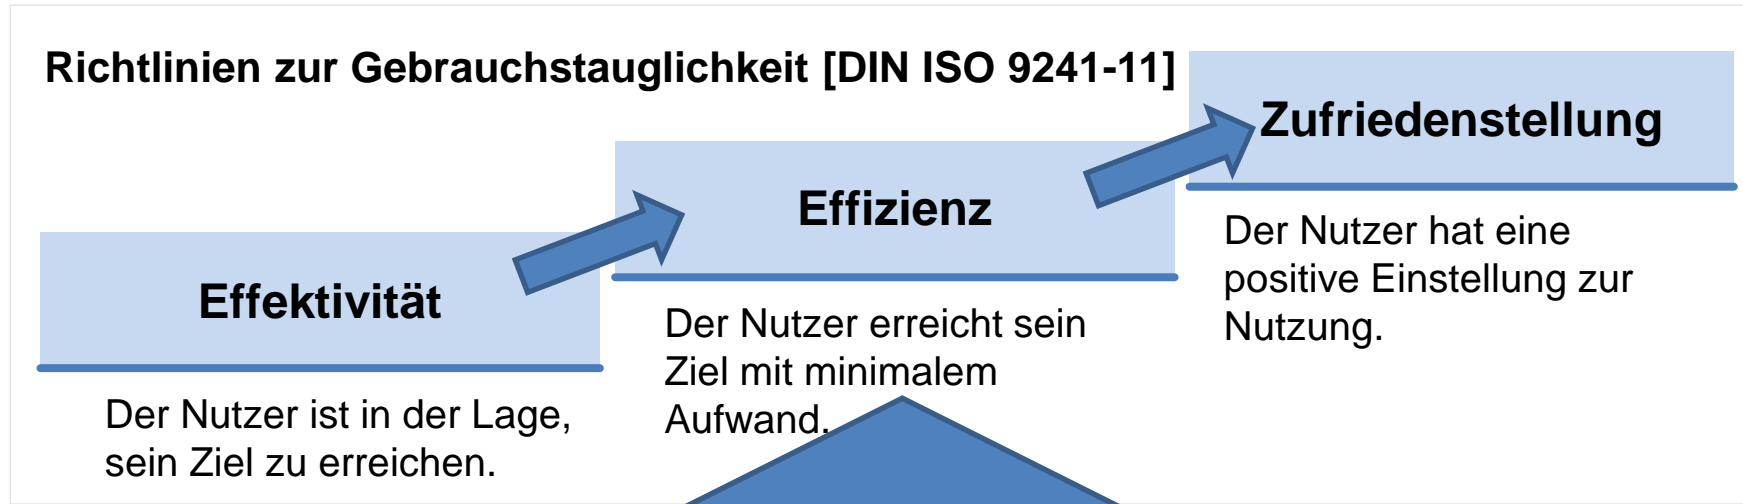 Richtlinien zur Gebrauchstauglichkeit [DIN ISO 9241-11]
Effektivität
Der Nutzer ist in der Lage,
sein Ziel zu erreichen.
Effizienz
Der Nutzer erreicht sein
Ziel mit minimalem
Aufwand.
Zufriedenstellung
Der Nutzer hat eine
positive Einstellung zur
Nutzung.